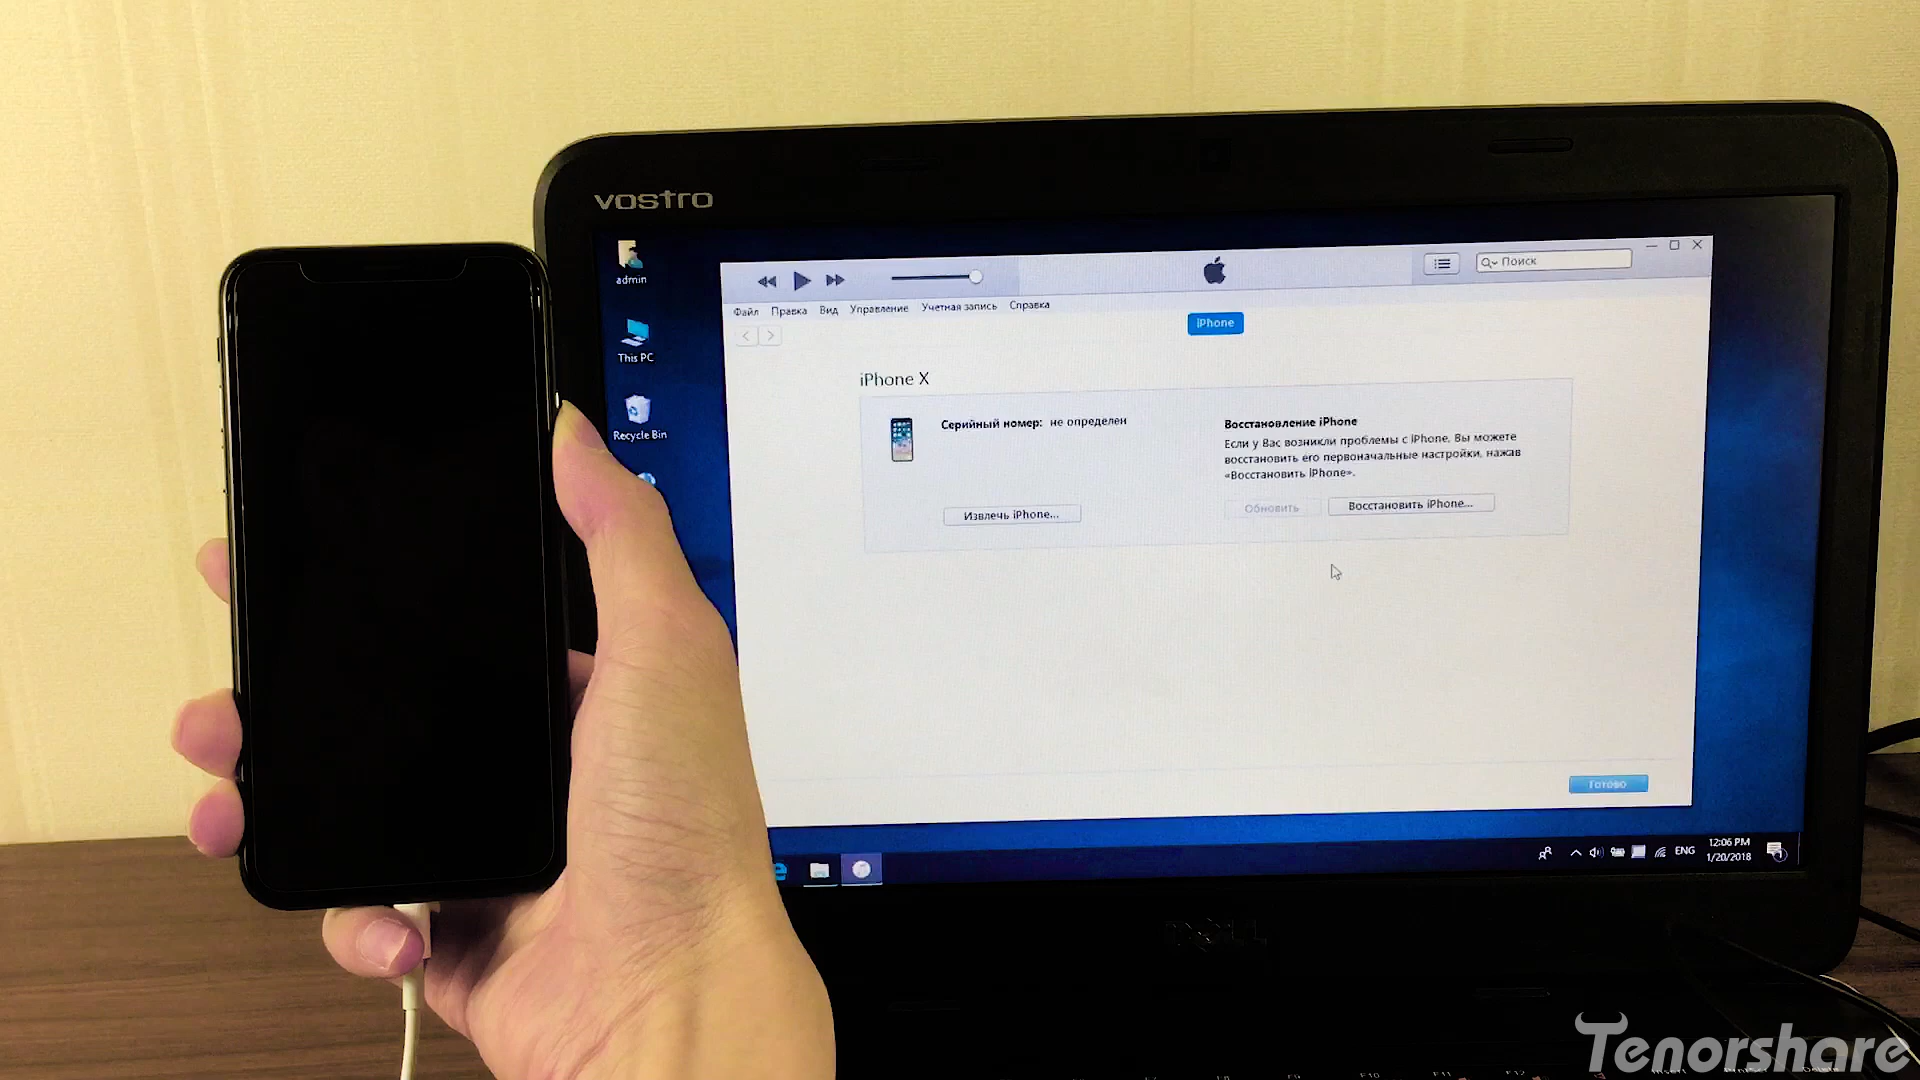 vostro
admin
This PC
Recycle Bin
Поиск
Файл Правка Вид Управление Учетная запись Справка
iPhone
iPhone X
Серийный номер: не определен
Извлечь iPhone...
Восстановление iPhone
Если у Вас возникли проблемы с iPhone, Вы можете
восстановить его первоначальные настройки, нажав
«Восстановить iPhone».
Обновить
Восстановить iPhone...
Готово
ENG
12:06 PM
1/20/2018
Tenorshare